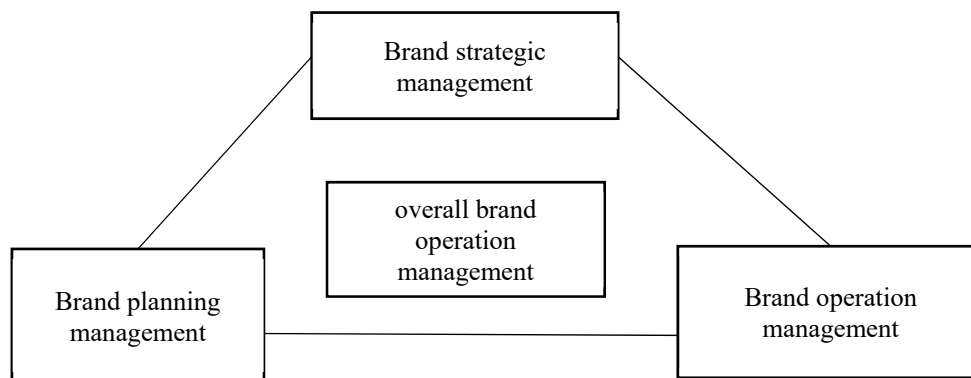 Brand strategic
management
overall brand
operation
management
Brand planning
management
Brand operation
management